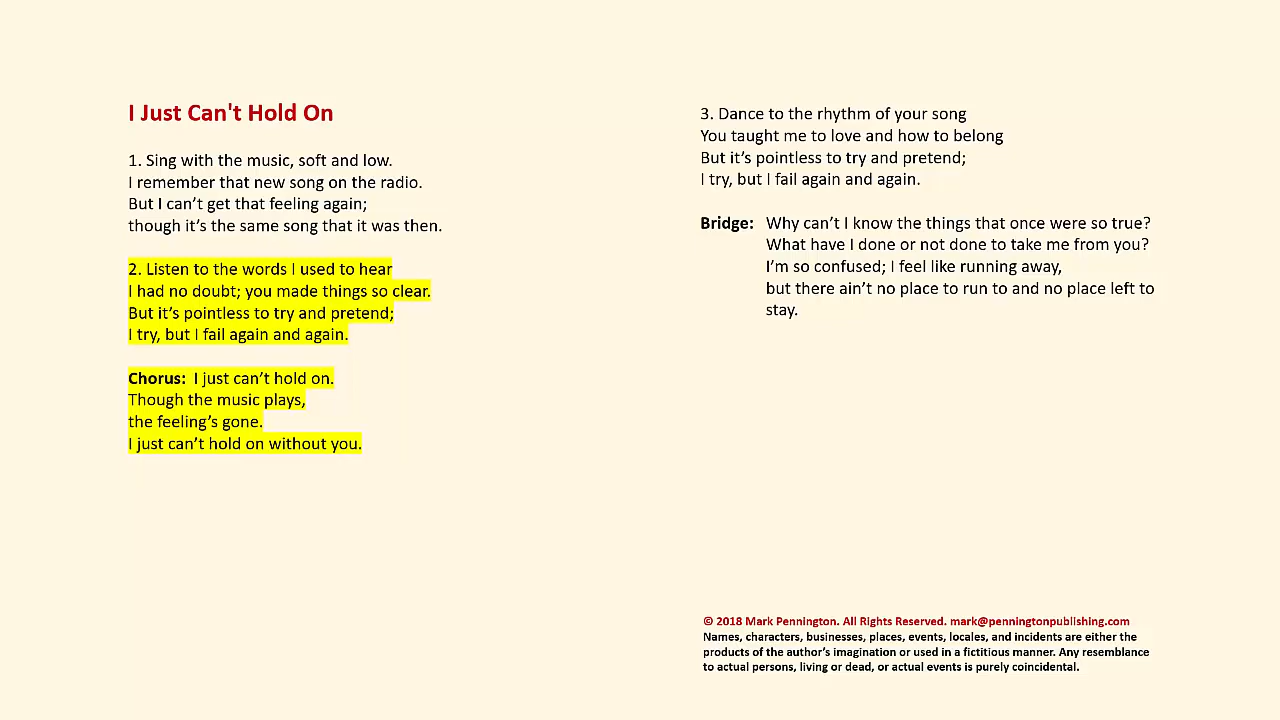 I Just Can't Hold On
1. Sing with the music, soft and low.
I remember that new song on the radio.
But I can’t get that feeling again;
though it’s the same song that it was then.
2. Listen to the words I used to hear
I had no doubt; you made things so clear.
But it’s pointless to try and pretend;
I try, but I fail again and again.
Chorus: I just can’t hold on.
Though the music plays,
the feeling’s gone.
I just can’t hold on without you.
3. Dance to the rhythm of your song
You taught me to love and how to belong
But it’s pointless to try and pretend;
I try, but I fail again and again.
Bridge: Why can’t I know the things that once were so true?
What have I done or not done to take me from you?
I’m so confused; I feel like running away,
but there ain’t no place to run to and no place left to
stay.
© 2018 Mark Pennington. All Rights Reserved. mark@penningtonpublishing.com
Names, characters, businesses, places, events, locales, and incidents are either the
products of the author’s imagination or used in a fictitious manner. Any resemblance
to actual persons, living or dead, or actual events is purely coincidental.